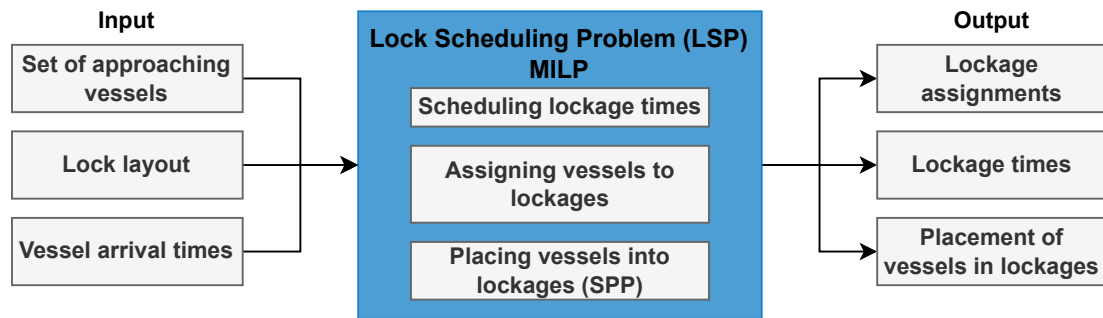 Input
Set of approaching
vessels
Lock layout
Vessel arrival times
Lock Scheduling Problem (LSP)
MILP
Scheduling lockage times
Assigning vessels to
lockages
Placing vessels into
lockages (SPP)
Output
Lockage
assignments
Lockage times
Placement of
vessels in lockages